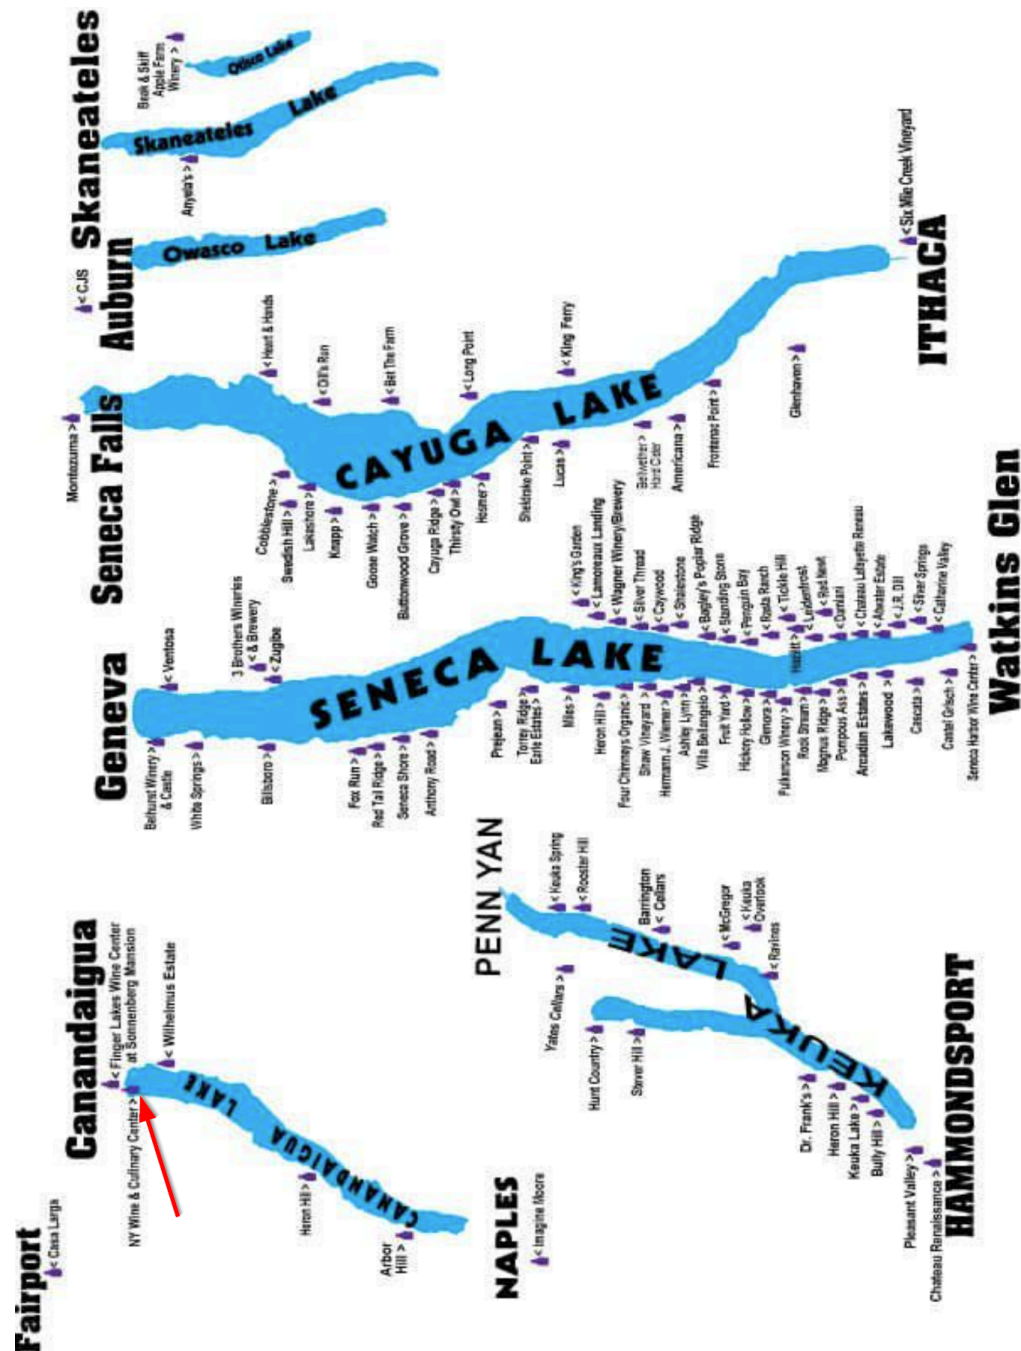 Fairport
< Casa Larga
Canandaigua
< Finger Lakes Wine Center
at Sonnenberg Mansion
NY Wine & Culinary Center >
< Wilhelmus Estate
CANANDAIGUA LAKE
Heron Hill >
Arbor
Hill >
NAPLES
< Imagine Moore
PENN YAN
< Keuka Spring
< Rooster Hill
Yates Cellars >
Hunt Country >
Stever Hill >
Barrington
< Cellars
< McGregor
< Keuka
Overlook
< Ravines
KEUKA LAKE
Dr. Frank's >
Heron Hill >
Keuka Lake >
Bully Hill >
Pleasant Valley >
Chateau Renaissance >
HAMMONDSPORT
Geneva
Belhurst Winery >
& Castle
White Springs >
Billsboro >
Fox Run >
Red Tail Ridge >
Seneca Shore >
Anthony Road >
Prejean >
Torrey Ridge >
Earle Estates >
Miles >
Heron Hill >
Four Chimneys Organic >
Shaw Vineyard >
Hermann J. Wiemer >
Ashley Lynn >
Villa Bellangelo >
Fruit Yard >
Hickory Hollow >
Glenora >
Fulkerson Winery >
Rock Stream >
Magnus Ridge >
Pompous Ass >
Arcadian Estates >
Lakewood >
Cascata >
Castel Grisch >
Seneca Harbor Wine Center >
SENECA LAKE
< Ventosa
3 Brothers Wineries
< & Brewery
< Zugibe
< King's Garden
< Lamoreaux Landing
< Wagner Winery/Brewery
< Silver Thread
< Caywood
< Shalestone
< Bagley's Poplar Ridge
< Standing Stone
< Penguin Bay
< Rasta Ranch
< Tickle Hill
Hazlitt >
< Leidenfrost
< Red Newt
< Damiani
< Chateau Lafayette Reneau
< Atwater Estate
< J.R. Dill
< Silver Springs
< Catharine Valley
Watkins Glen
Seneca Falls
Montezuma >
Cobblestone >
Swedish Hill >
Lakeshore >
Knapp >
Goose Watch >
Buttonwood Grove >
Cayuga Ridge >
Thirsty Owl >
Hosmer >
Sheldrake Point >
Lucas >
Bellwether >
Hard Cider
Americana >
Frontenac Point >
Glenhaven >
CAYUGA LAKE
< Heart & Hands
< Dill's Run
< Bet The Farm
< Long Point
< King Ferry
< Six Mile Creek Vineyard
ITHACA
Auburn
< CJS
Owasco Lake
Skaneateles
Anyela's >
Skaneateles Lake
Beak & Skiff
Apple Farm
Winery >
Otisco Lake